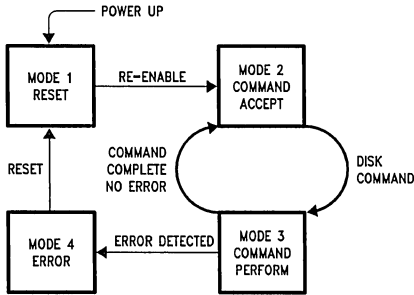 POWER UP
MODE 1
RESET
RE-ENABLE
MODE 2
COMMAND
ACCEPT
RESET
COMMAND
COMPLETE
NO ERROR
DISK
COMMAND
MODE 4
ERROR
ERROR DETECTED
MODE 3
COMMAND
PERFORM